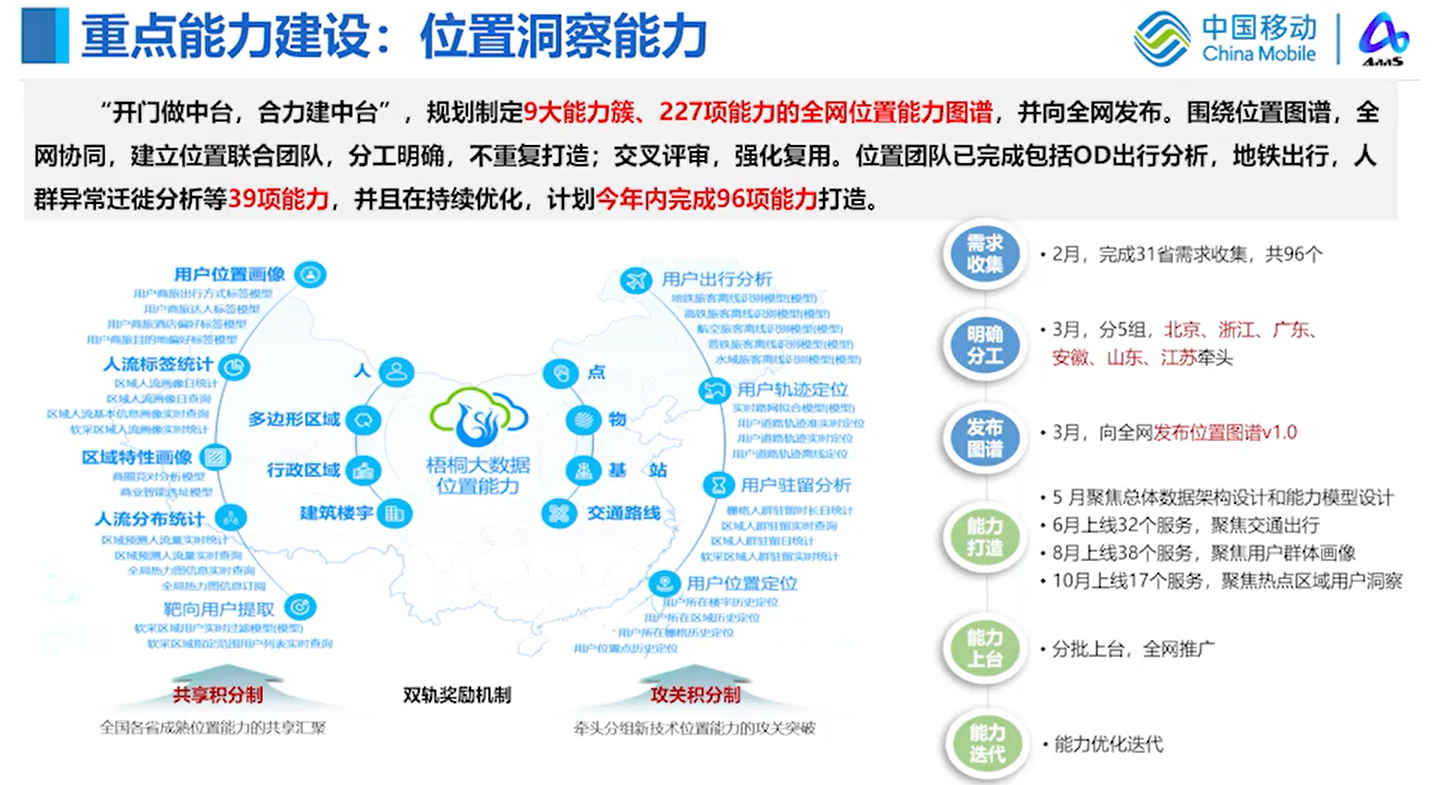 重点能力建设：位置洞察能力
中国移动
China Mobile
AaaS
“开门做中台，合力建中台”，规划制定9大能力簇、227项能力的全网位置能力图谱，并向全网发布。围绕位置图谱，全
网协同，建立位置联合团队，分工明确，不重复打造；交叉评审，强化复用。位置团队已完成包括OD出行分析，地铁出行，人
群异常迁徙分析等39项能力，并且在持续优化，计划今年内完成96项能力打造。
用户位置画像
用户商旅出行方式标签模型
用户商旅达人标签模型
用户商旅酒店偏好标签模型
用户商旅目的地偏好标签模型
人流标签统计
区域人流画像日统计
区域人流画像日查询
区域人流基本信息画像实时查询
软采区域人流画像实时统计
区域特性画像
商圈竞对分析模型
商业智能选址模型
人流分布统计
区域预测人流量实时统计
区域预测人流量实时查询
全局热力图信息实时查询
全局热力图信息订阅
靶向用户提取
软采区域用户实时过滤模型(模型)
软采区域指定范围用户列表实时查询
人
多边形区域
行政区域
建筑楼宇
梧桐大数据
位置能力
点
物
基 站
交通路线
用户出行分析
地铁旅客离线识别模型(模型)
高铁旅客离线识别模型(模型)
航空旅客离线识别模型(模型)
普铁旅客离线识别模型(模型)
水域旅客离线识别模型(模型)
用户轨迹定位
实时路网拟合模型(模型)
用户道路轨迹准实时定位
用户道路轨迹实时定位
用户道路轨迹离线定位
用户驻留分析
栅格人群驻留时长日统计
区域人群驻留实时查询
区域人群驻留日统计
软采区域人群驻留实时统计
用户位置定位
用户所在楼宇历史定位
用户所在区域历史定位
用户所在栅格历史定位
用户位置点历史定位
共享积分制
双轨奖励机制
攻关积分制
全国各省成熟位置能力的共享汇聚
牵头分组新技术位置能力的攻关突破
需求
收集
• 2月，完成31省需求收集，共96个
明确
分工
• 3月，分5组，北京、浙江、广东、
安徽、山东、江苏牵头
发布
图谱
• 3月，向全网发布位置图谱v1.0
能力
打造
• 5 月聚焦总体数据架构设计和能力模型设计
• 6月上线32个服务，聚焦交通出行
• 8月上线38个服务，聚焦用户群体画像
• 10月上线17个服务，聚焦热点区域用户洞察
能力
上台
• 分批上台，全网推广
能力
迭代
• 能力优化迭代